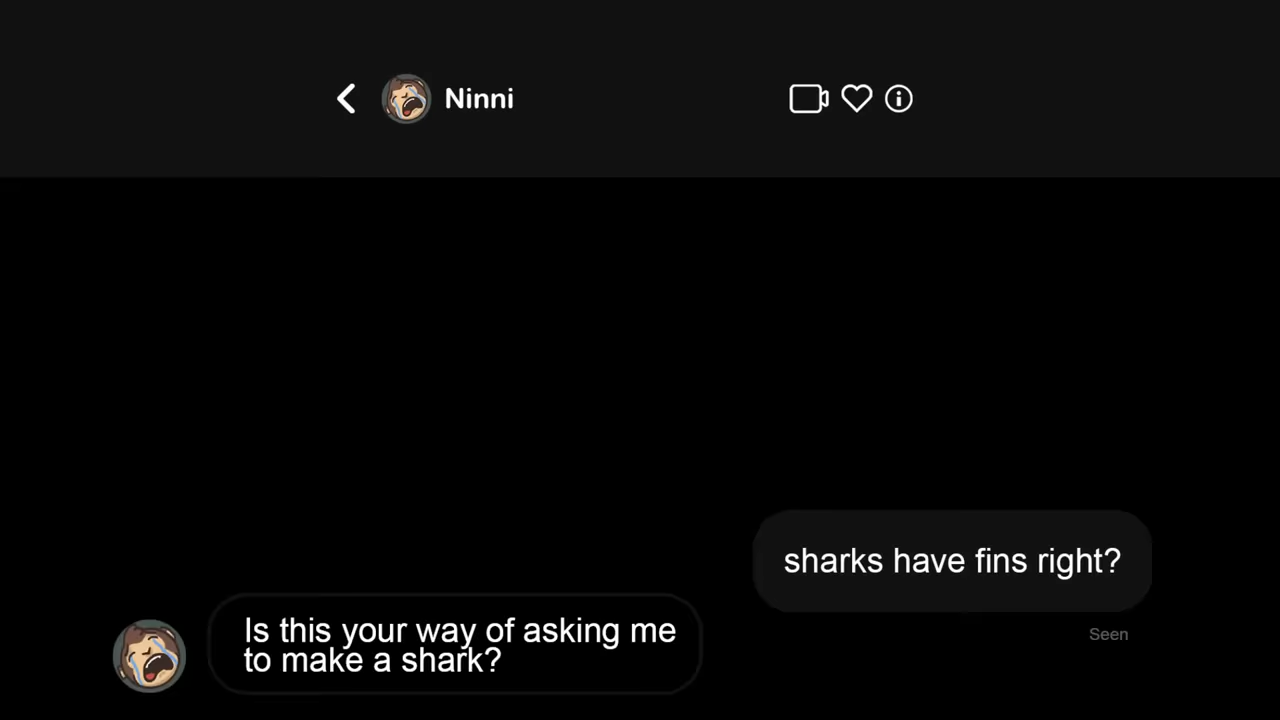 Ninni
sharks have fins right?
Seen
Is this your way of asking me
to make a shark?